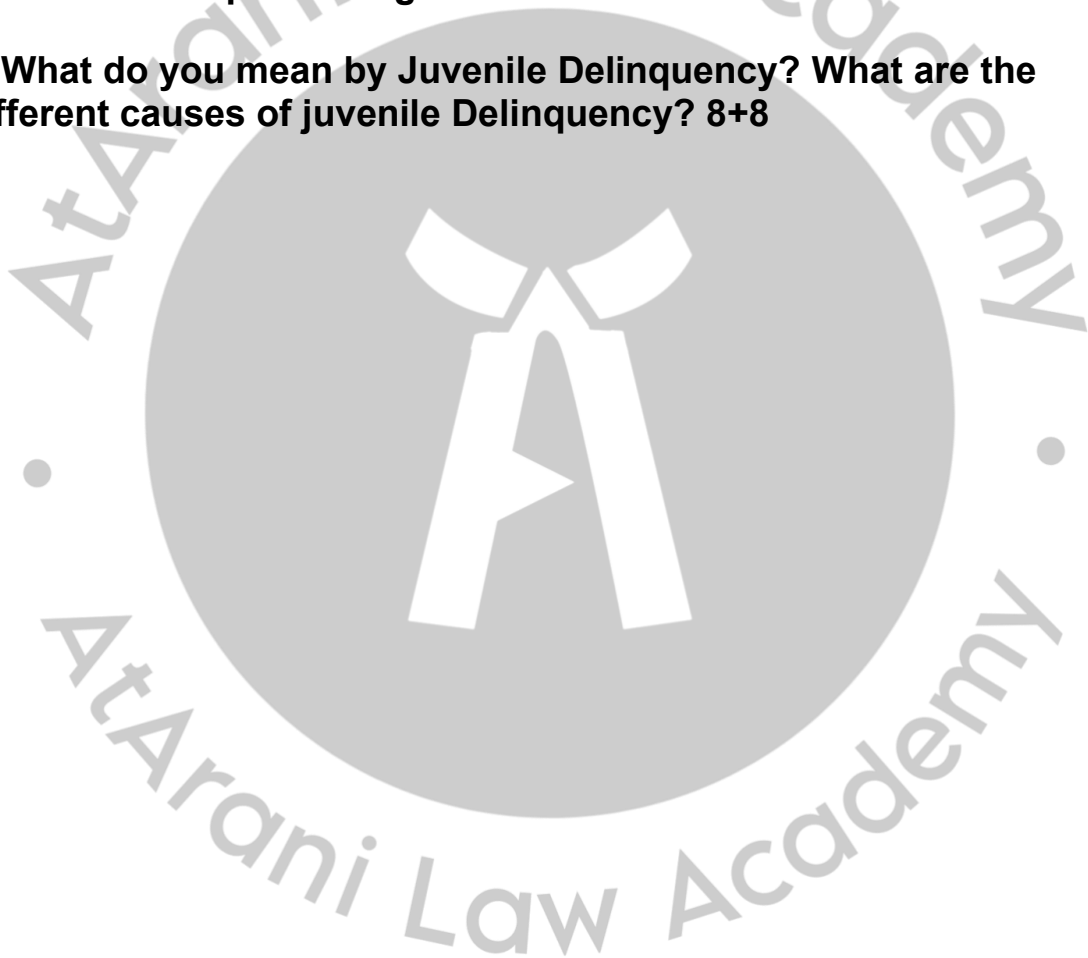 What do you mean by Juvenile Delinquency? What are the
fferent causes of juvenile Delinquency? 8+8
AtArani Law Academy